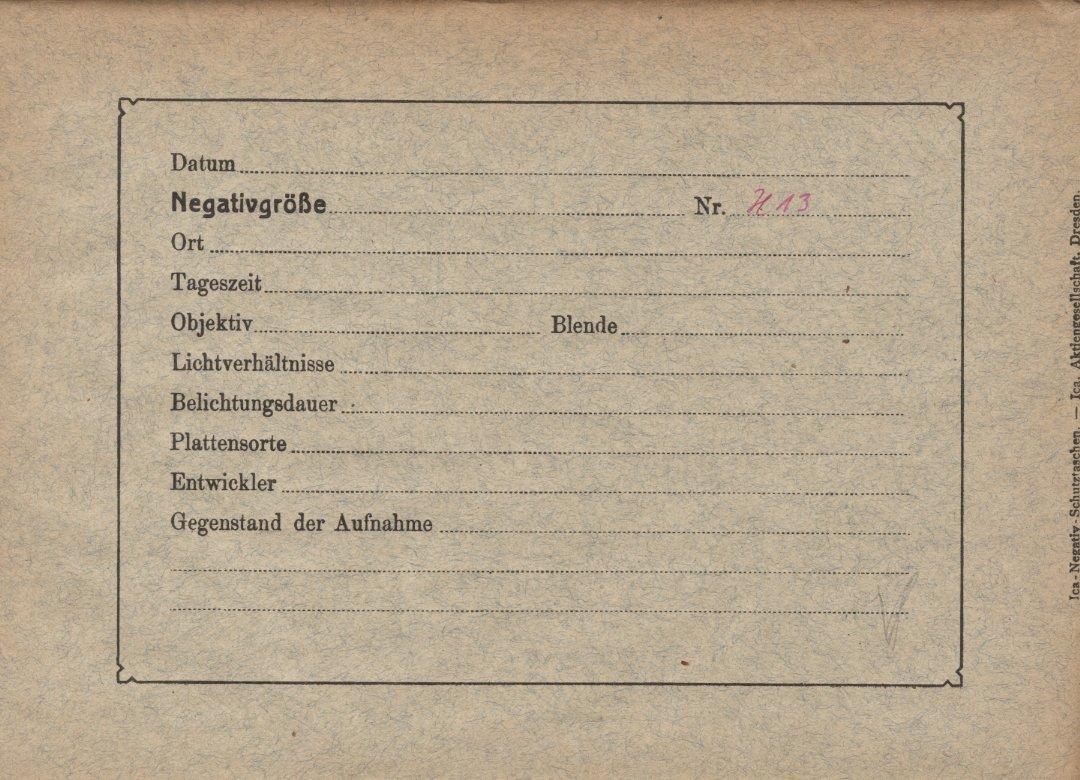 Datum
Negativgröße Nr. H 13
Ort
Tageszeit
Objektiv Blende
Lichtverhältnisse
Belichtungsdauer
Plattensorte
Entwickler
Gegenstand der Aufnahme
Ica-Negativ-Schutztaschen. — Ica, Aktiengesellschaft, Dresden.